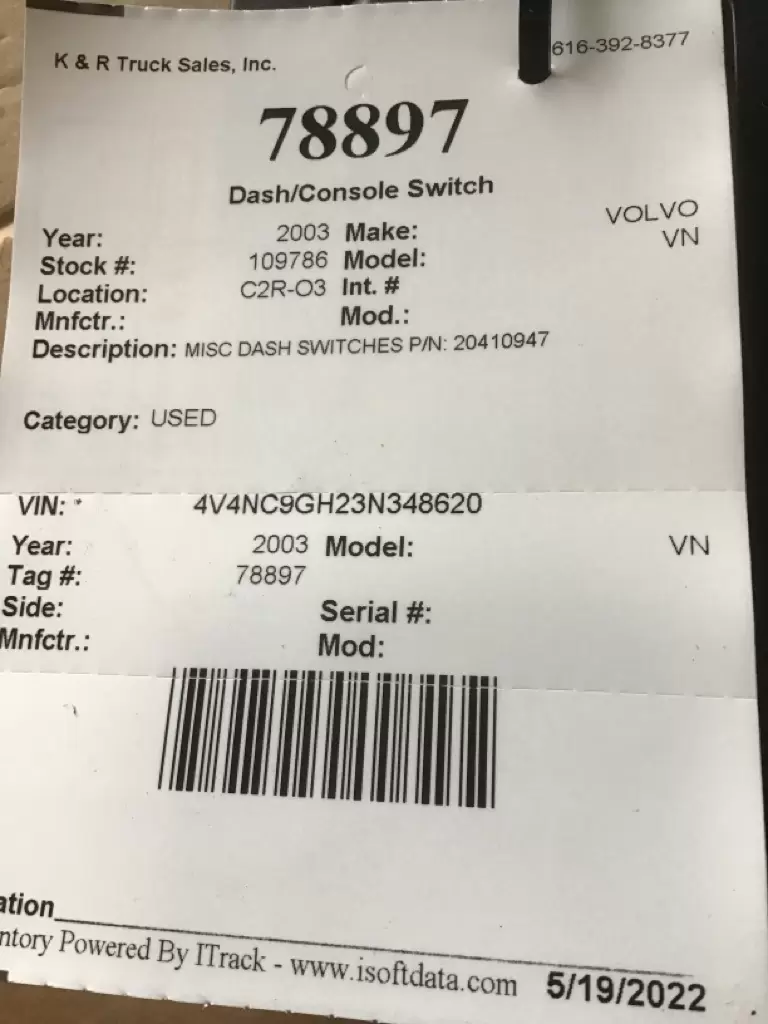 K & R Truck Sales, Inc. 616-392-8377
78897
Dash/Console Switch
Year: 2003 Make: VOLVO
Stock #: 109786 Model: VN
Location: C2R-O3 Int. #
Mnfctr.: Mod.:
Description: MISC DASH SWITCHES P/N: 20410947
Category: USED
VIN: * 4V4NC9GH23N348620
Year: 2003 Model: VN
Tag #: 78897
Side: Serial #:
Mnfctr.: Mod:
ation
ntory Powered By ITrack - www.isoftdata.com 5/19/2022